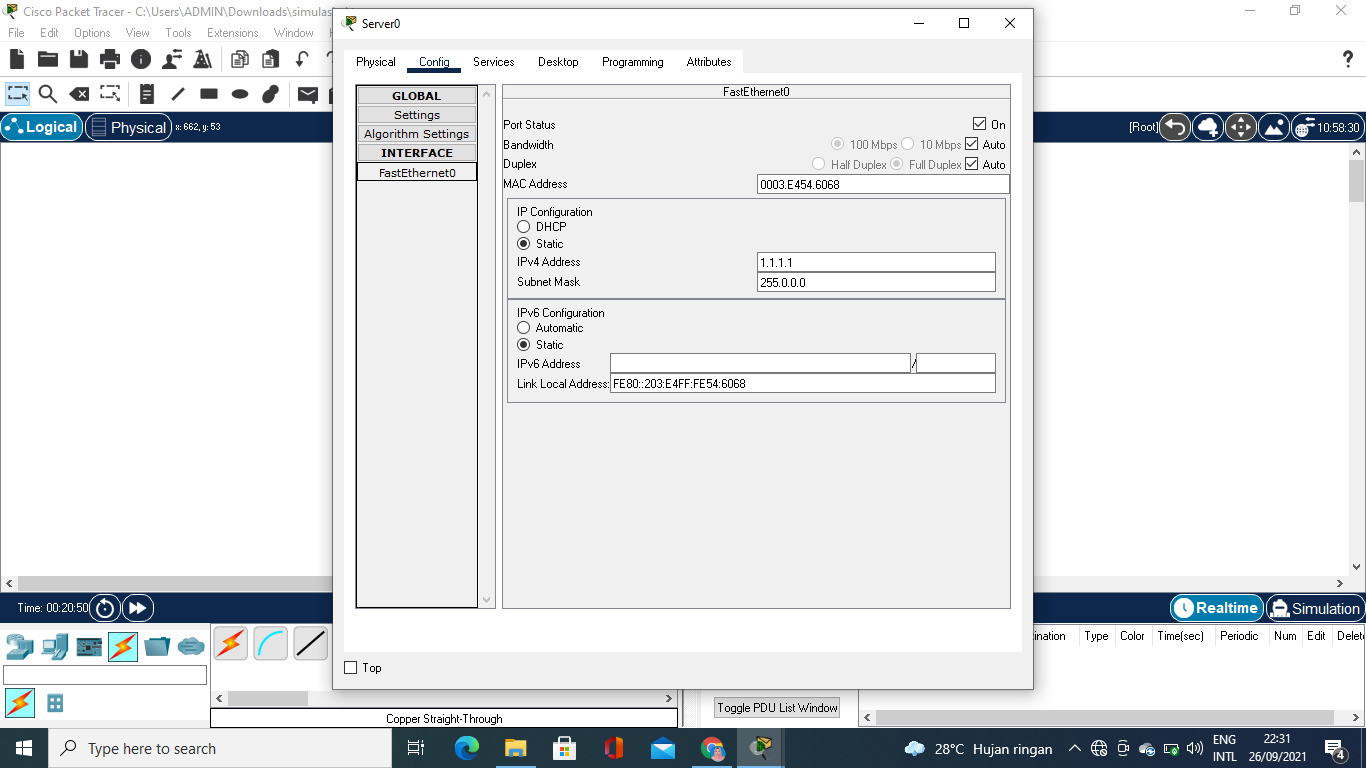 Cisco Packet Tracer - C:\Users\ADMIN\Downloads\simulas
File Edit Options View Tools Extensions Window
Server0
Physical Config Services Desktop Programming Attributes
Logical Physical x: 662, y: 53
[Root] 10:58:30
GLOBAL
Settings
Algorithm Settings
INTERFACE
FastEthernet0
FastEthernet0
Port Status On
Bandwidth 100 Mbps 10 Mbps Auto
Duplex Half Duplex Full Duplex Auto
MAC Address 0003.E454.6068
IP Configuration
DHCP
Static
IPv4 Address 1.1.1.1
Subnet Mask 255.0.0.0
IPv6 Configuration
Automatic
Static
IPv6 Address /
Link Local Address: FE80::203:E4FF:FE54:6068
Top
Time: 00:20:50
Realtime Simulation
ination Type Color Time(sec) Periodic Num Edit Delet
Copper Straight-Through
Toggle PDU List Window
Type here to search
28°C Hujan ringan
ENG
INTL
22:31
26/09/2021
4